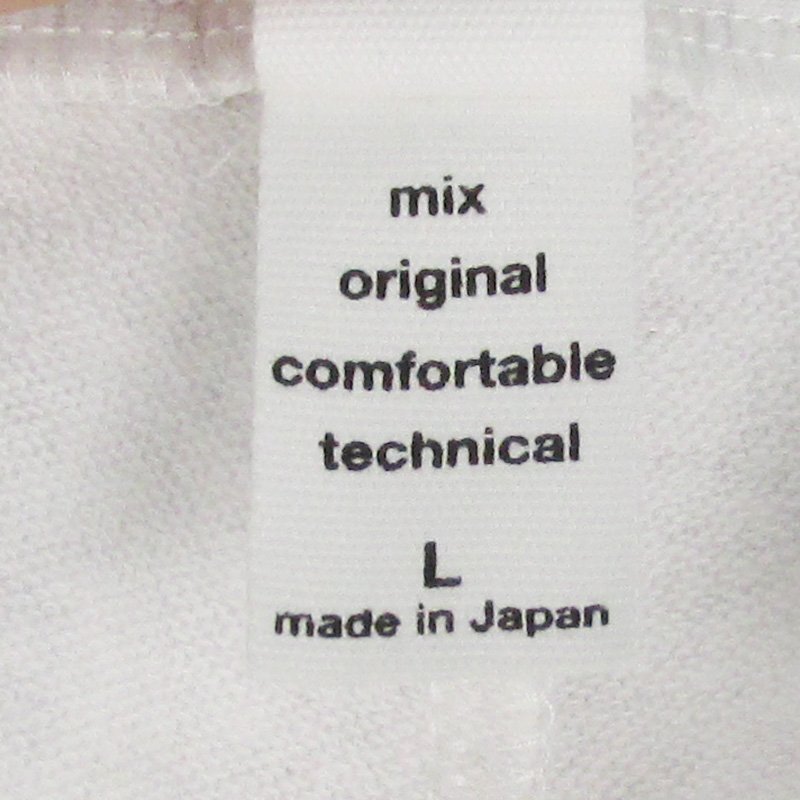 mix
original
comfortable
technical
L
made in Japan